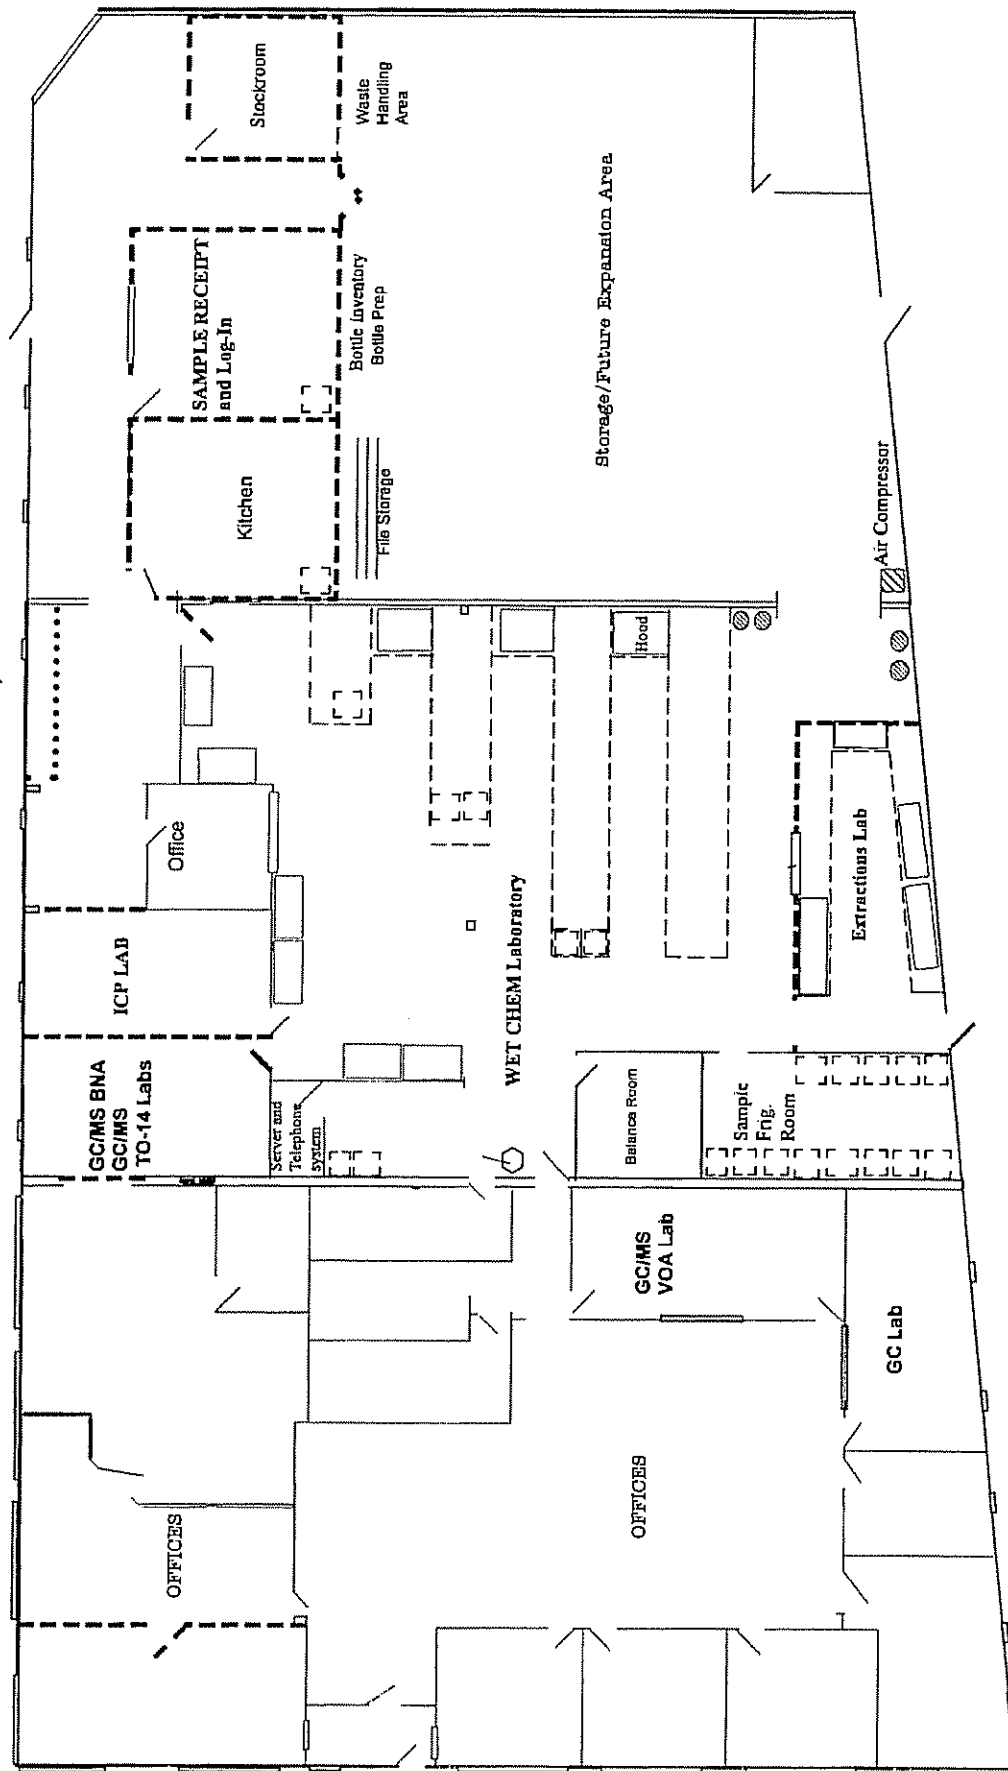 Stockroom
Waste
Handling
Area
SAMPLE RECEIPT
and Log-In
Bottle Inventory
Bottle Prep
Kitchen
File Storage
Storage/Future Expansion Area
Air Compressor
Hood
Office
ICP LAB
WET CHEM Laboratory
Extractions Lab
GC/MS BNA
GC/MS
TO-14 Labs
Server and
Telephone
system
Balance Room
Sample
Frig.
Room
GC/MS
VOA Lab
GC Lab
OFFICES
OFFICES